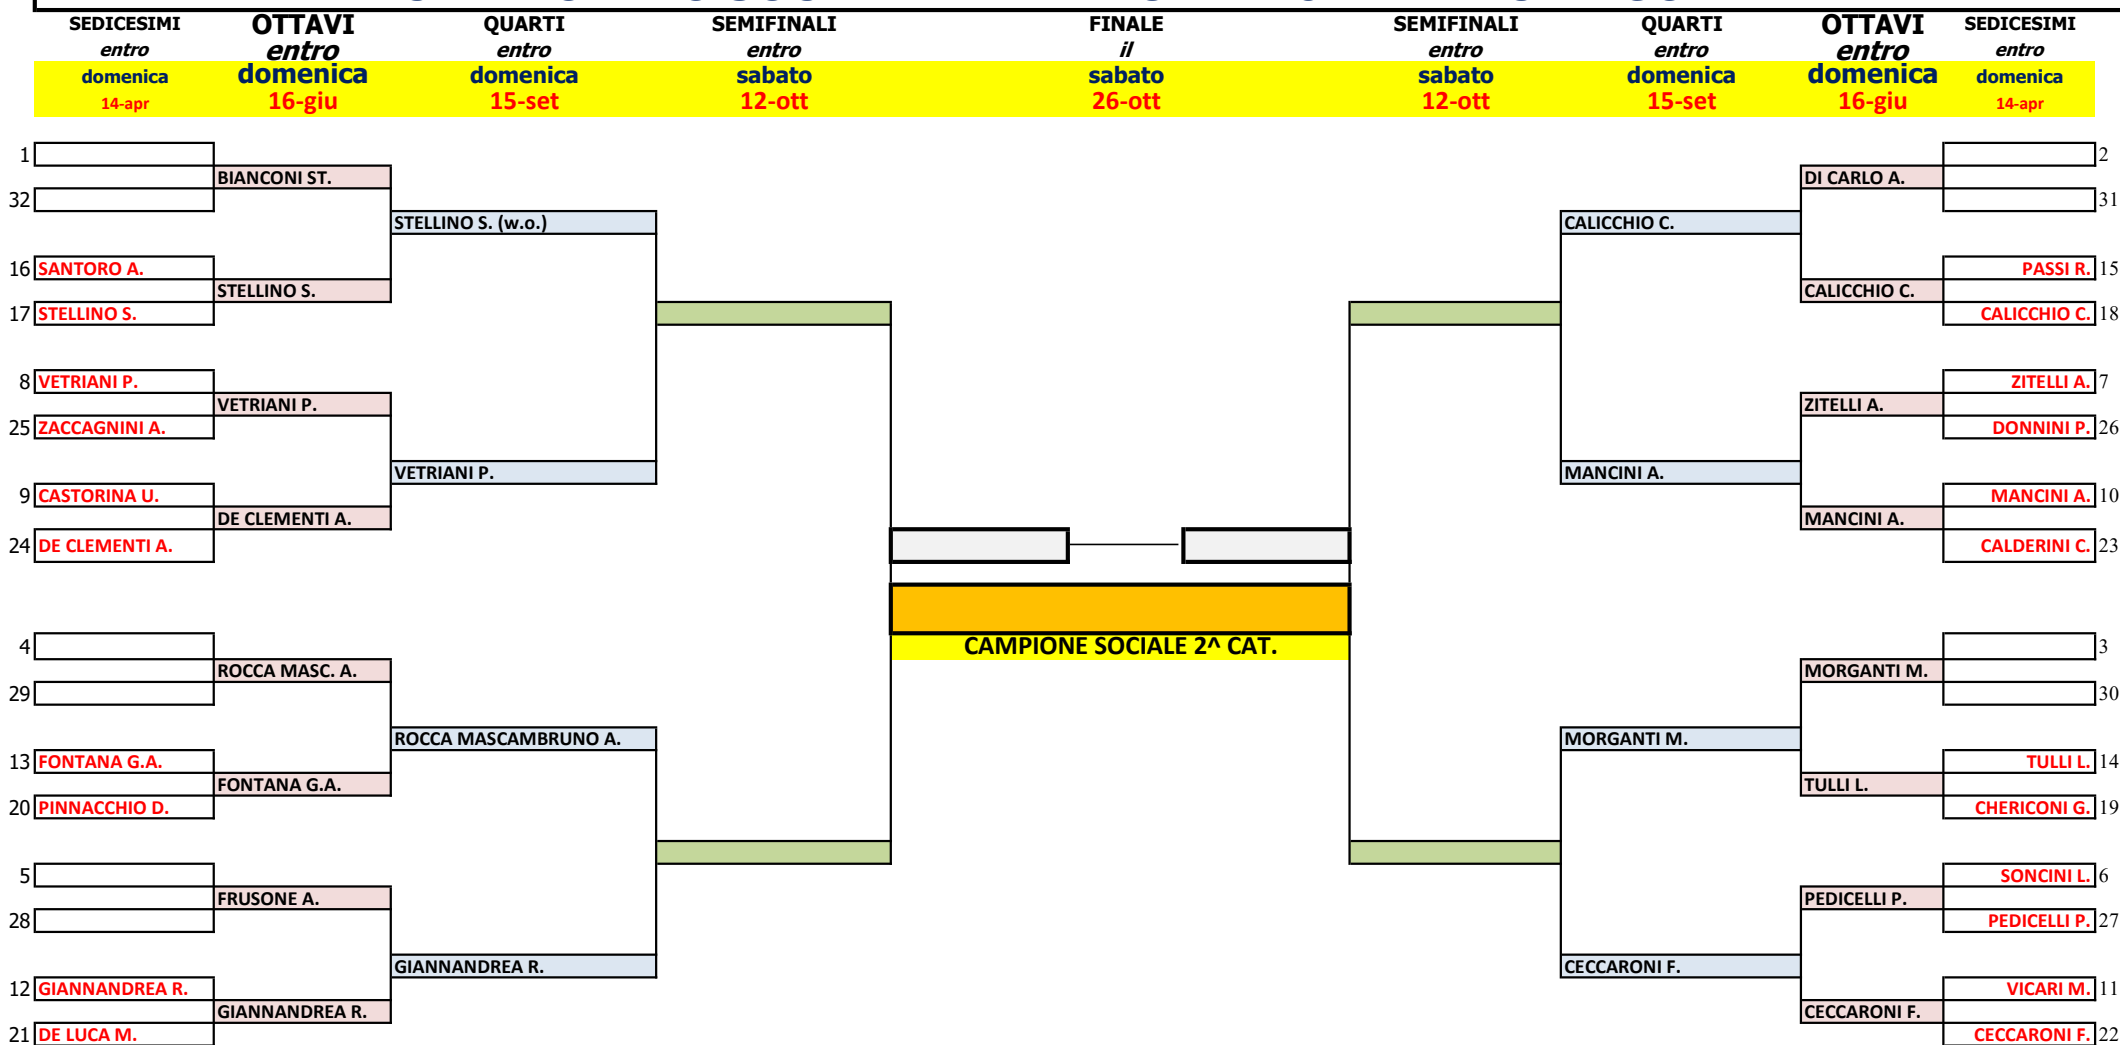 SEDICESIMI OTTAVI QUARTI SEMIFINALI FINALE SEMIFINALI QUARTI OTTAVI SEDICESIMI
entro entro entro entro il entro entro entro entro
domenica domenica domenica sabato sabato sabato domenica domenica domenica
14-apr 16-giu 15-set 12-ott 26-ott 12-ott 15-set 16-giu 14-apr
1 2
BIANCONI ST. DI CARLO A.
32 31
STELLINO S. (w.o.) CALICCHIO C.
16 SANTORO A. PASSI R. 15
STELLINO S. CALICCHIO C.
17 STELLINO S. CALICCHIO C. 18
8 VETRIANI P. ZITELLI A. 7
VETRIANI P. ZITELLI A.
25 ZACCAGNINI A. DONNINI P. 26
VETRIANI P. MANCINI A.
9 CASTORINA U. MANCINI A. 10
DE CLEMENTI A. MANCINI A.
24 DE CLEMENTI A. CALDERINI C. 23
4 CAMPIONE SOCIALE 2^ CAT. 3
ROCCA MASC. A. MORGANTI M.
29 30
ROCCA MASCAMBRUNO A. MORGANTI M.
13 FONTANA G.A. TULLI L. 14
FONTANA G.A. TULLI L.
20 PINNACCHIO D. CHERICONI G. 19
5 SONCINI L. 6
FRUSONE A. PEDICELLI P.
28 PEDICELLI P. 27
GIANNANDREA R. CECCARONI F.
12 GIANNANDREA R. VICARI M. 11
GIANNANDREA R. CECCARONI F.
21 DE LUCA M. CECCARONI F. 22